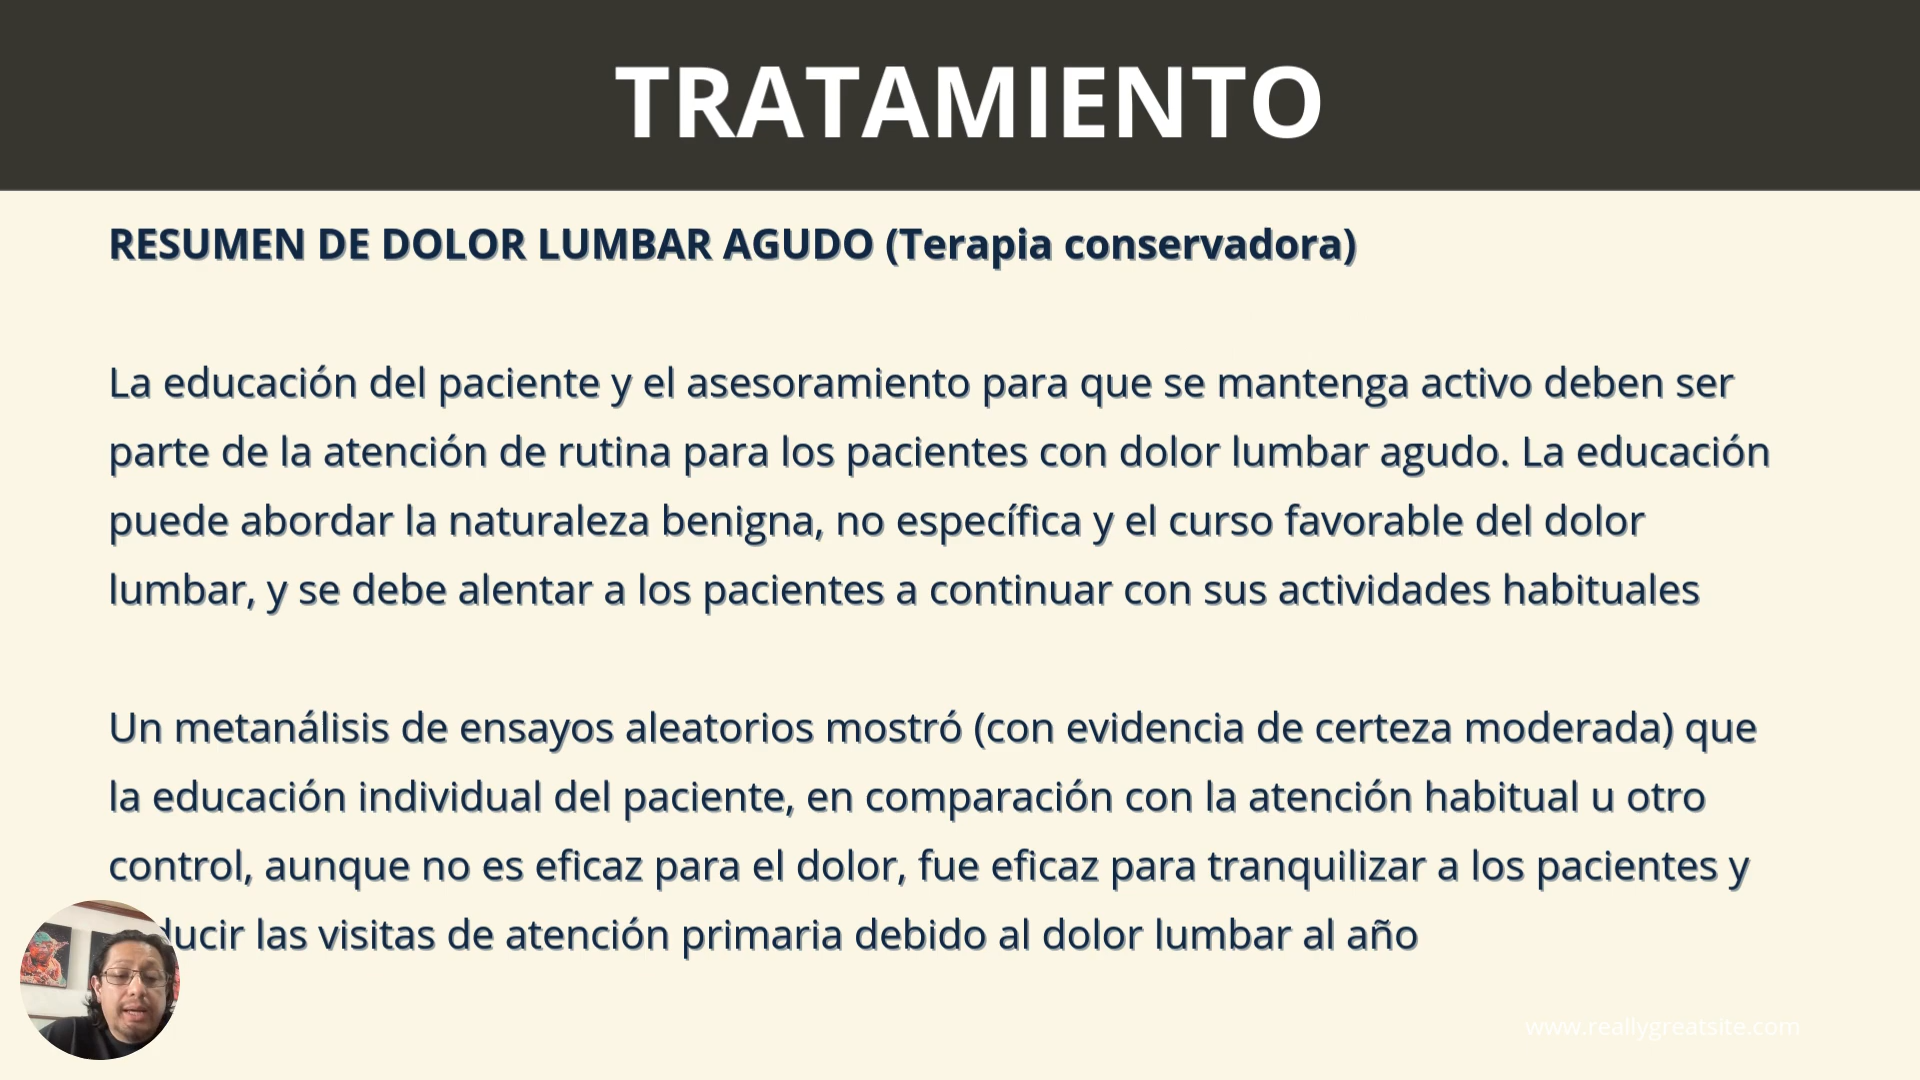 TRATAMIENTO
RESUMEN DE DOLOR LUMBAR AGUDO (Terapia conservadora)
La educación del paciente y el asesoramiento para que se mantenga activo deben ser
parte de la atención de rutina para los pacientes con dolor lumbar agudo. La educación
puede abordar la naturaleza benigna, no específica y el curso favorable del dolor
lumbar, y se debe alentar a los pacientes a continuar con sus actividades habituales
Un metanálisis de ensayos aleatorios mostró (con evidencia de certeza moderada) que
la educación individual del paciente, en comparación con la atención habitual u otro
control, aunque no es eficaz para el dolor, fue eficaz para tranquilizar a los pacientes y
las visitas de atención primaria debido al dolor lumbar al año
www.reallygreatsite.com